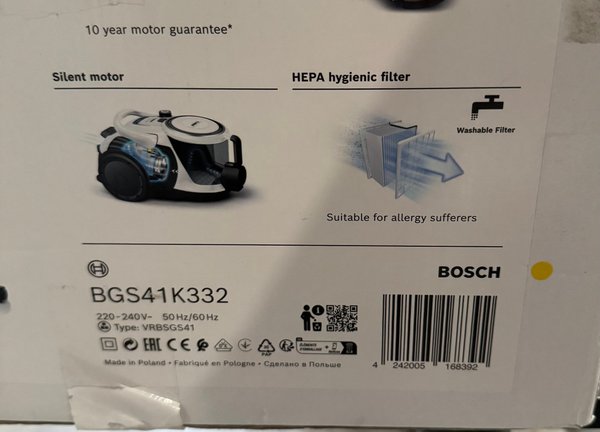 10 year motor guarantee*
Silent motor
HEPA hygienic filter
Washable Filter
Suitable for allergy sufferers
BOSCH
BGS41K332
220-240V~ 50Hz/60Hz
Type: VRBSGS41
PAP
Made in Poland • Fabriqué en Pologne • Сделано в Польше
4 242005 168392